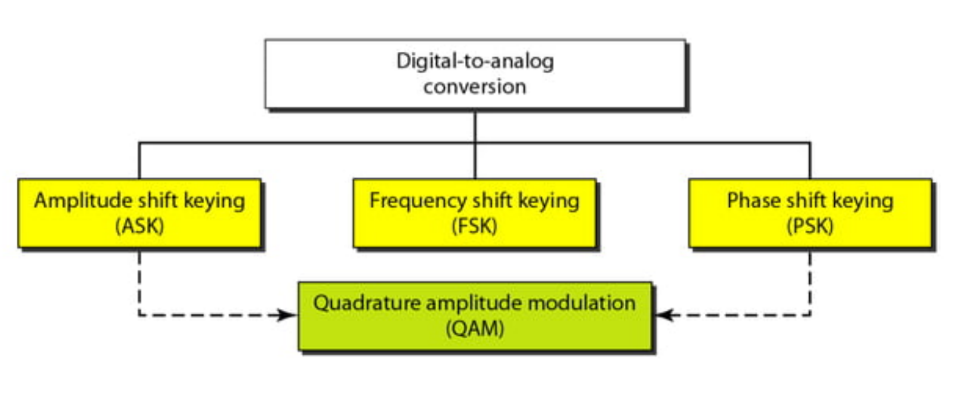 Digital-to-analog
conversion
Amplitude shift keying
(ASK)
Frequency shift keying
(FSK)
Phase shift keying
(PSK)
Quadrature amplitude modulation
(QAM)